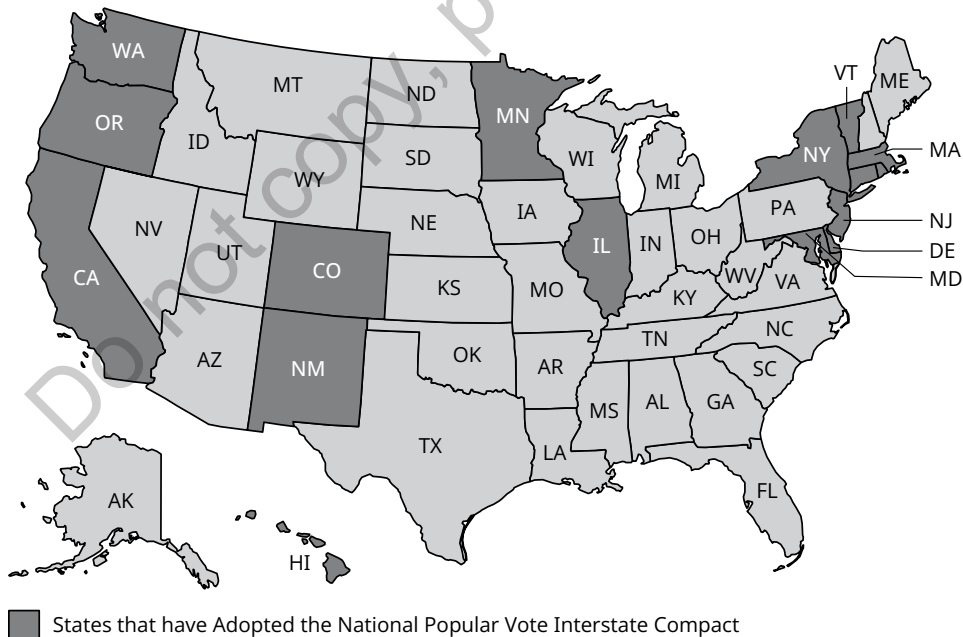 Do not copy, p
WA
MT
ND
MN
VT
ME
OR
ID
SD
WI
MI
NY
MA
WY
NV
NE
IA
PA
NJ
UT
CA
CO
IL
IN
OH
DE
MD
KS
MO
WV
VA
KY
AZ
NM
OK
AR
TN
NC
SC
TX
MS
AL
GA
LA
FL
AK
HI
States that have Adopted the National Popular Vote Interstate Compact